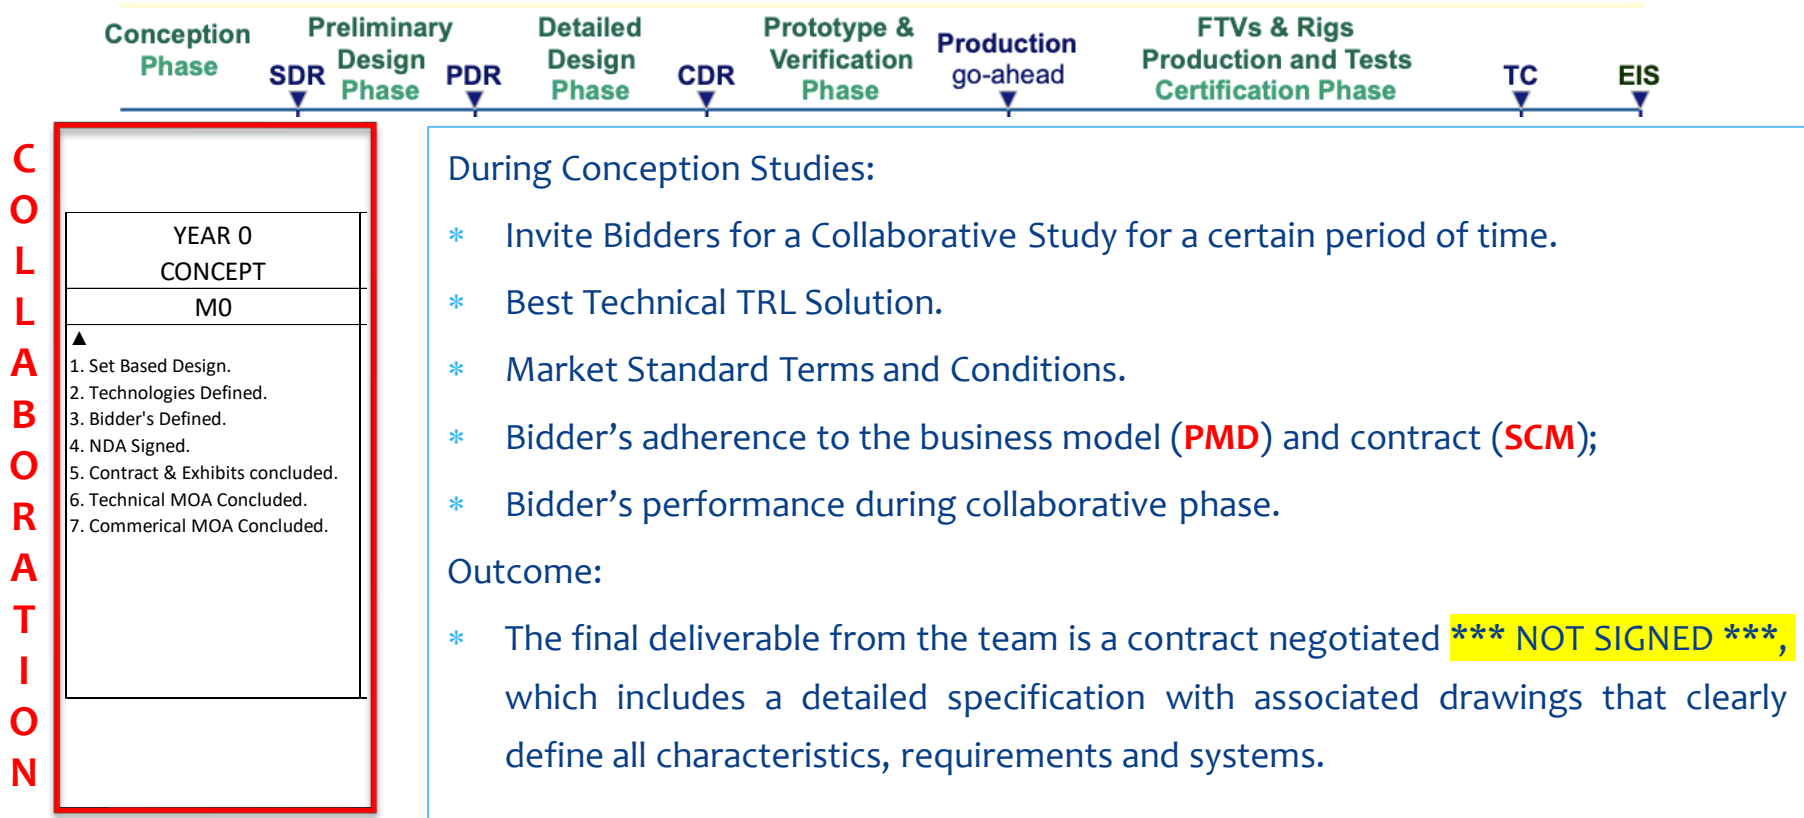 Conception
Phase
SDR
Preliminary
Design
Phase
PDR
Detailed
Design
Phase
CDR
Prototype &
Verification
Phase
Production
go-ahead
FTVs & Rigs
Production and Tests
Certification Phase
TC
EIS
COLLABORATION
YEAR 0
CONCEPT
M0
▲
1. Set Based Design.
2. Technologies Defined.
3. Bidder's Defined.
4. NDA Signed.
5. Contract & Exhibits concluded.
6. Technical MOA Concluded.
7. Commerical MOA Concluded.
During Conception Studies:
* Invite Bidders for a Collaborative Study for a certain period of time.
* Best Technical TRL Solution.
* Market Standard Terms and Conditions.
* Bidder’s adherence to the business model (PMD) and contract (SCM);
* Bidder’s performance during collaborative phase.
Outcome:
* The final deliverable from the team is a contract negotiated *** NOT SIGNED ***,
which includes a detailed specification with associated drawings that clearly
define all characteristics, requirements and systems.